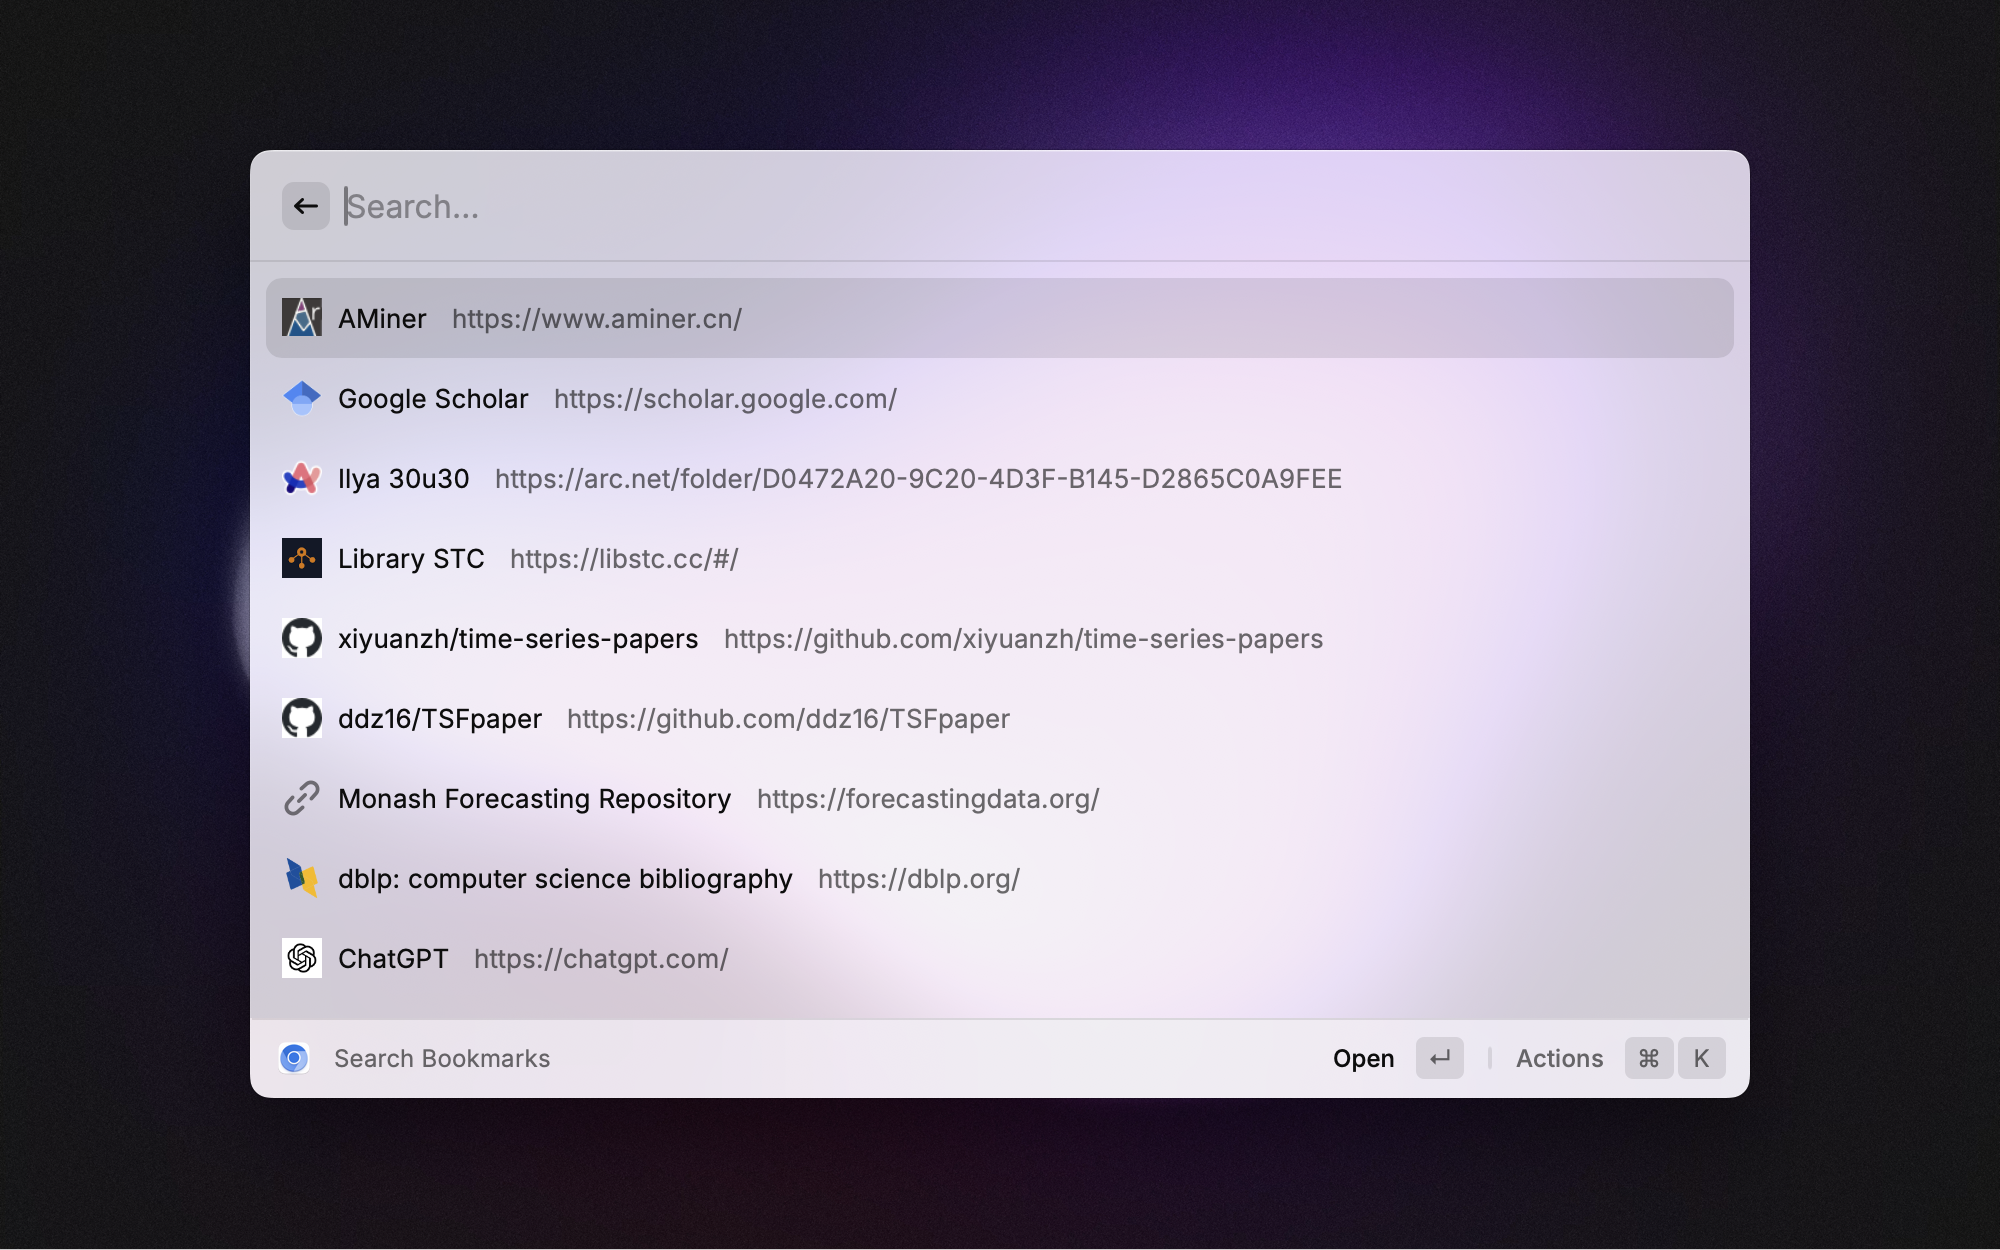 Search...
AMiner https://www.aminer.cn/
Google Scholar https://scholar.google.com/
Ilya 30u30 https://arc.net/folder/D0472A20-9C20-4D3F-B145-D2865C0A9FEE
Library STC https://libstc.cc/#/
xiyuanzh/time-series-papers https://github.com/xiyuanzh/time-series-papers
ddz16/TSFpaper https://github.com/ddz16/TSFpaper
Monash Forecasting Repository https://forecastingdata.org/
dblp: computer science bibliography https://dblp.org/
ChatGPT https://chatgpt.com/
Search Bookmarks Open ↵ Actions ⌘ K